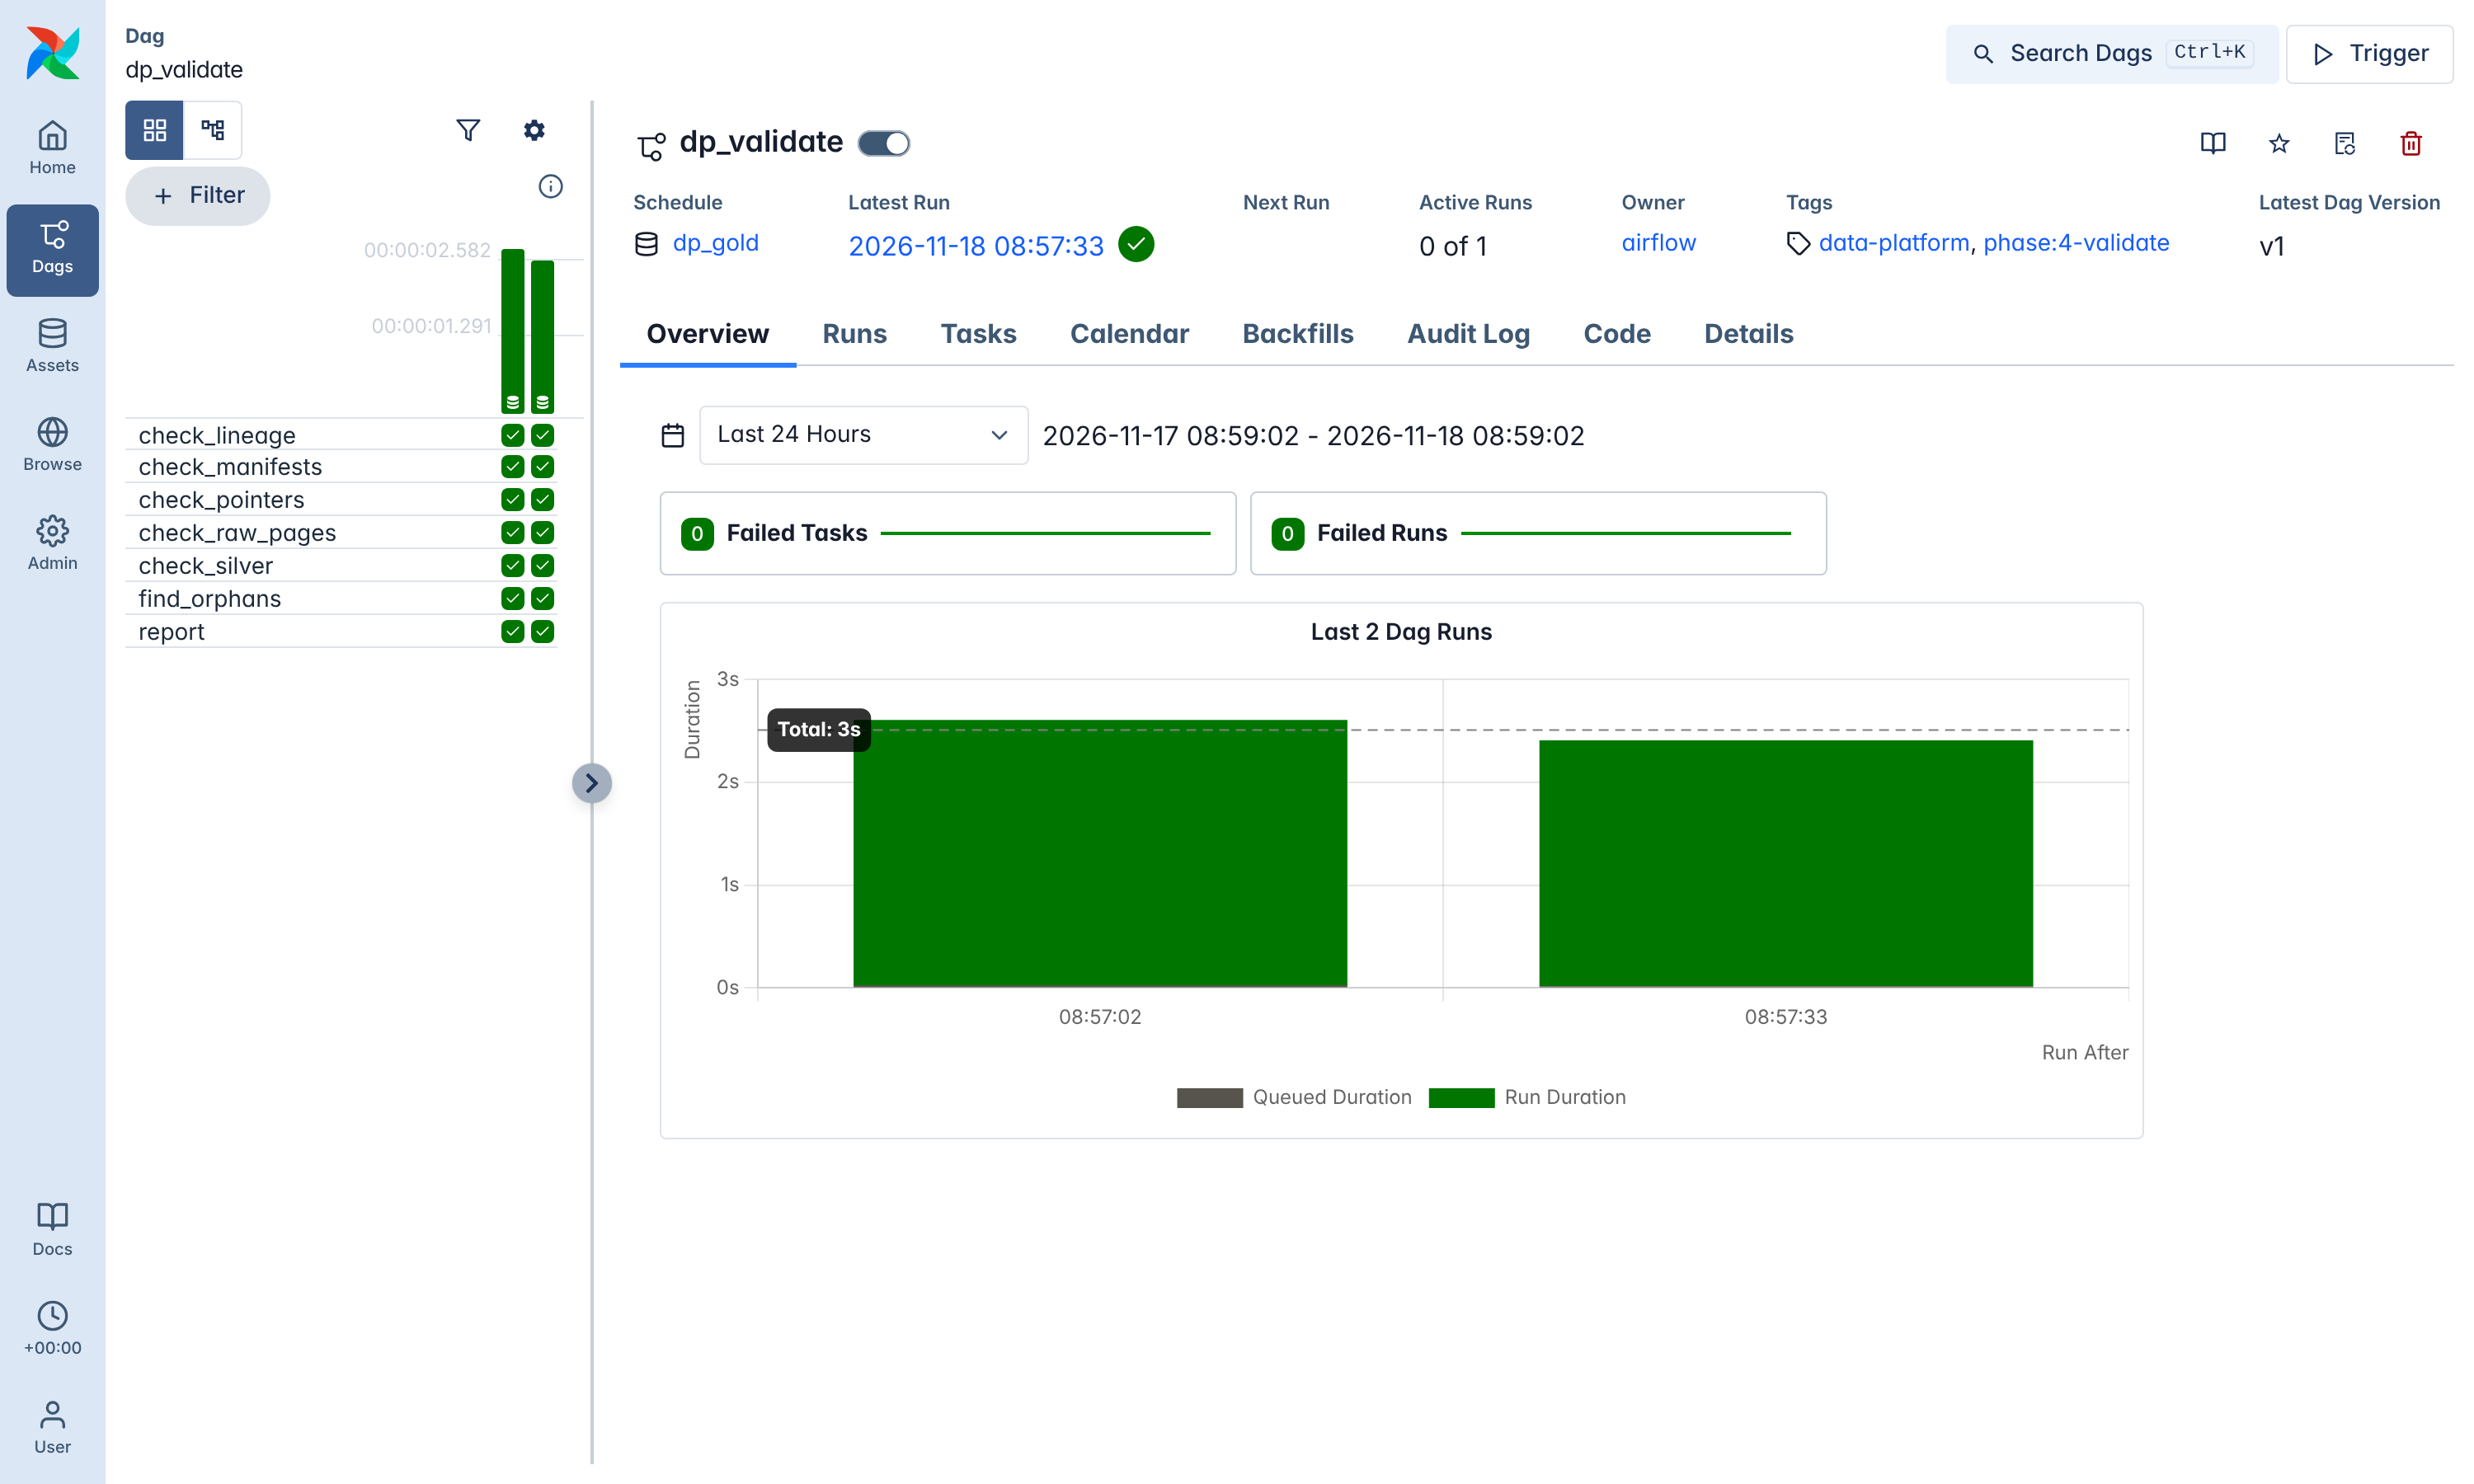 Dag
dp_validate
Search Dags Ctrl+K
Trigger
Home
Dags
Assets
Browse
Admin
Docs
+00:00
User
Filter
00:00:02.582
00:00:01.291
check_lineage
check_manifests
check_pointers
check_raw_pages
check_silver
find_orphans
report
dp_validate
Schedule
dp_gold
Latest Run
2026-11-18 08:57:33
Next Run
Active Runs
0 of 1
Owner
airflow
Tags
data-platform, phase:4-validate
Latest Dag Version
v1
Overview Runs Tasks Calendar Backfills Audit Log Code Details
Last 24 Hours 2026-11-17 08:59:02 - 2026-11-18 08:59:02
0 Failed Tasks
0 Failed Runs
Last 2 Dag Runs
Duration
3s
Total: 3s
2s
1s
0s
08:57:02 08:57:33
Run After
Queued Duration Run Duration